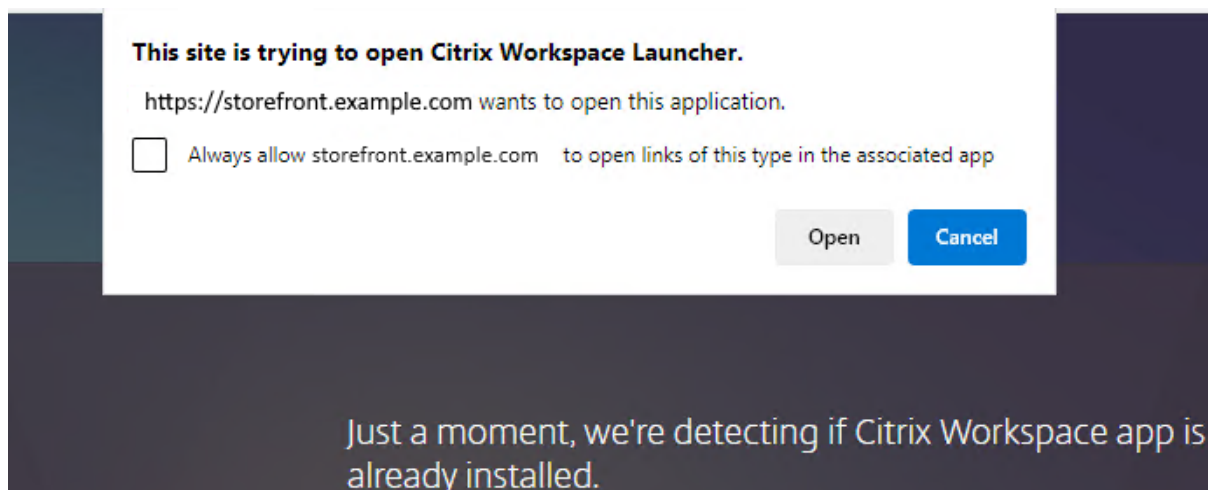 This site is trying to open Citrix Workspace Launcher.
https://storefront.example.com wants to open this application.
Always allow storefront.example.com to open links of this type in the associated app
Open Cancel
Just a moment, we're detecting if Citrix Workspace app is
already installed.